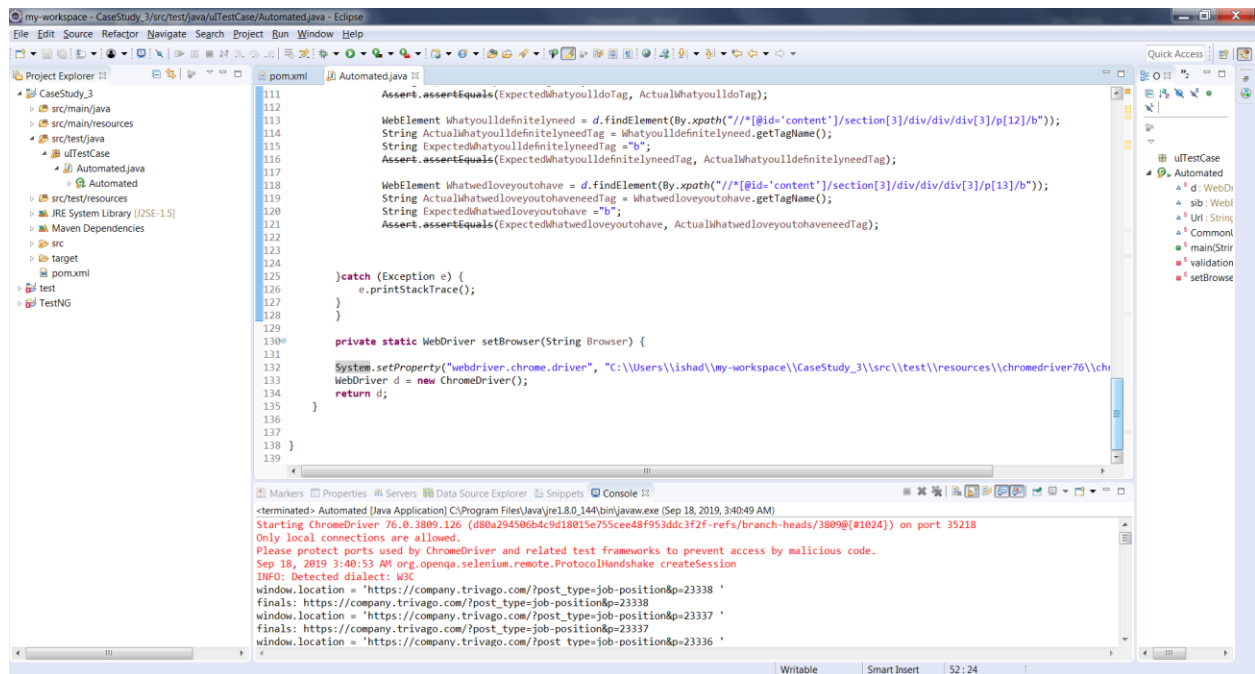 my-workspace - CaseStudy_3/src/test/java/uITestCase/Automated.java - Eclipse
File Edit Source Refactor Navigate Search Project Run Window Help
Quick Access
Project Explorer
CaseStudy_3
src/main/java
src/main/resources
src/test/java
uITestCase
Automated.java
Automated
src/test/resources
JRE System Library [J2SE-1.5]
Maven Dependencies
src
target
pom.xml
test
TestNG
pom.xml Automated.java
111 Assert.assertEquals(ExpectedWhatyoulldoTag, ActualWhatyoulldoTag);
112
113 WebElement Whatyoulldefnitelyneed = d.findElement(By.xpath("//*[@id='content']/section[3]/div/div/div[3]/p[12]/b"));
114 String ActualWhatyoulldefnitelyneedTag = Whatyoulldefnitelyneed.getTagName();
115 String ExpectedWhatyoulldefnitelyneedTag ="b";
116 Assert.assertEquals(ExpectedWhatyoulldefnitelyneedTag, ActualWhatyoulldefnitelyneedTag);
117
118 WebElement Whatwedloveyoutohave = d.findElement(By.xpath("//*[@id='content']/section[3]/div/div/div[3]/p[13]/b"));
119 String ActualWhatwedloveyoutohaveneedTag = Whatwedloveyoutohave.getTagName();
120 String ExpectedWhatwedloveyoutohave ="b";
121 Assert.assertEquals(ExpectedWhatwedloveyoutohave, ActualWhatwedloveyoutohaveneedTag);
122
123
124
125 }catch (Exception e) {
126 e.printStackTrace();
127 }
128 }
129
130 private static WebDriver setBrowser(String Browser) {
131
132 System.setProperty("webdriver.chrome.driver", "C:\\Users\\ishad\\my-workspace\\CaseStudy_3\\src\\test\\resources\\chromedriver76\\chr
133 WebDriver d = new ChromeDriver();
134 return d;
135 }
136
137
138 }
139
O
uITestCase
Automated
d : WebDr
sib : WebE
Url : String
Commonl
main(Strir
validation
setBrowse
Markers Properties Servers Data Source Explorer Snippets Console
<terminated> Automated [Java Application] C:\Program Files\Java\jre1.8.0_144\bin\javaw.exe (Sep 18, 2019, 3:40:49 AM)
Starting ChromeDriver 76.0.3809.126 (d80a294506b4c9d18015e755cee48f953ddc3f2f-refs/branch-heads/3809@{#1024}) on port 35218
Only local connections are allowed.
Please protect ports used by ChromeDriver and related test frameworks to prevent access by malicious code.
Sep 18, 2019 3:40:53 AM org.openqa.selenium.remote.ProtocolHandshake createSession
INFO: Detected dialect: W3C
window.location = 'https://company.trivago.com/?post_type=job-position&p=23338 '
finals: https://company.trivago.com/?post_type=job-position&p=23338
window.location = 'https://company.trivago.com/?post_type=job-position&p=23337 '
finals: https://company.trivago.com/?post_type=job-position&p=23337
window.location = 'https://company.trivago.com/?post type=job-position&p=23336 '
Writable Smart Insert 52 : 24